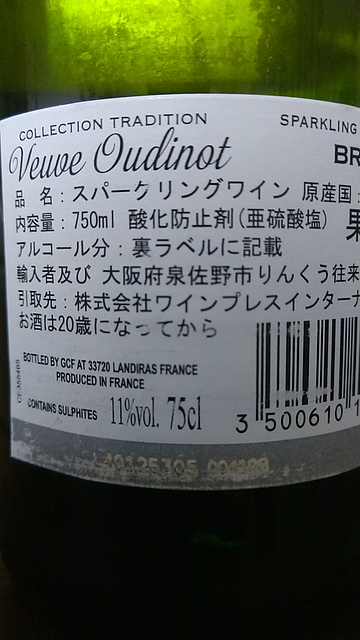 COLLECTION TRADITION SPARKLING
Veuve Oudinot BR
品 名：スパークリングワイン 原産国：
内容量：750ml 酸化防止剤(亜硫酸塩) 果
アルコール分：裏ラベルに記載
輸入者及び 大阪府泉佐野市りんくう往来
引取先：株式会社ワインプレスインターナ
お酒は20歳になってから
BOTTLED BY GCF AT 33720 LANDIRAS FRANCE
PRODUCED IN FRANCE
CONTAINS SULPHITES 11%vol. 75cl
3 500610 1